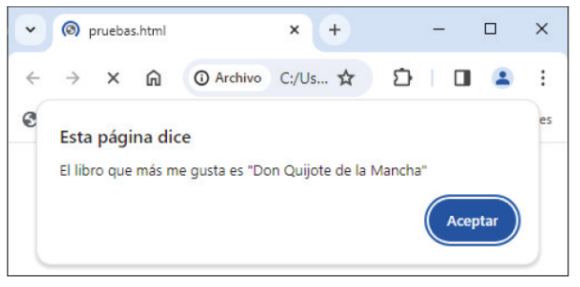 pruebas.html
Archivo C:/Us...
es
Esta página dice
El libro que más me gusta es "Don Quijote de la Mancha"
Aceptar